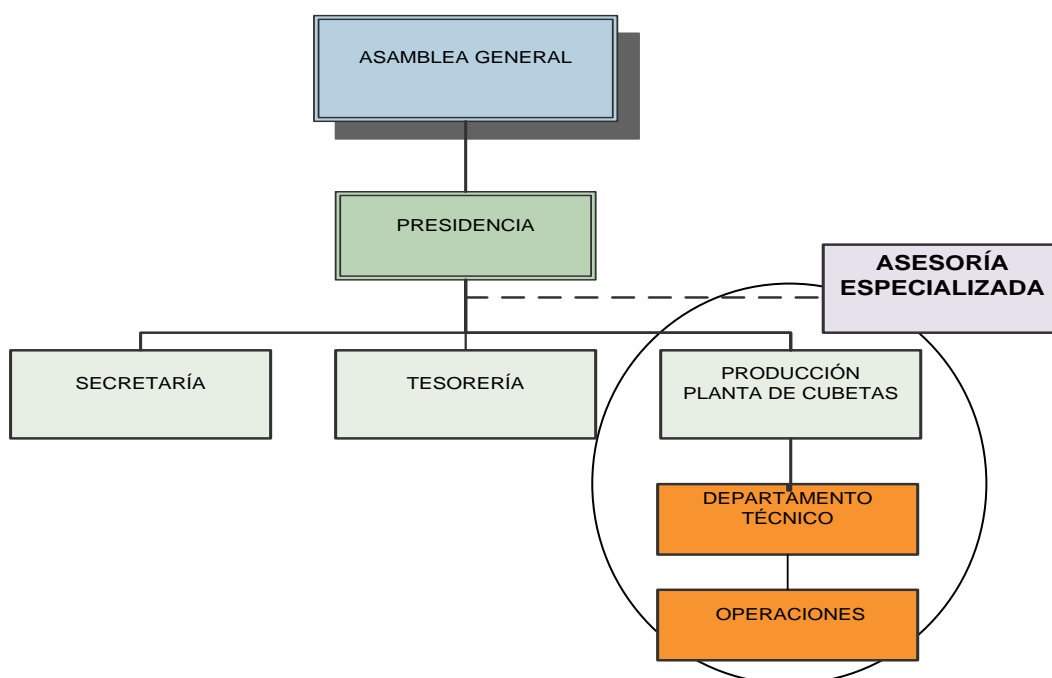 ASAMBLEA GENERAL
PRESIDENCIA
ASESORÍA
ESPECIALIZADA
SECRETARÍA
TESORERÍA
PRODUCCIÓN
PLANTA DE CUBETAS
DEPARTAMENTO
TÉCNICO
OPERACIONES